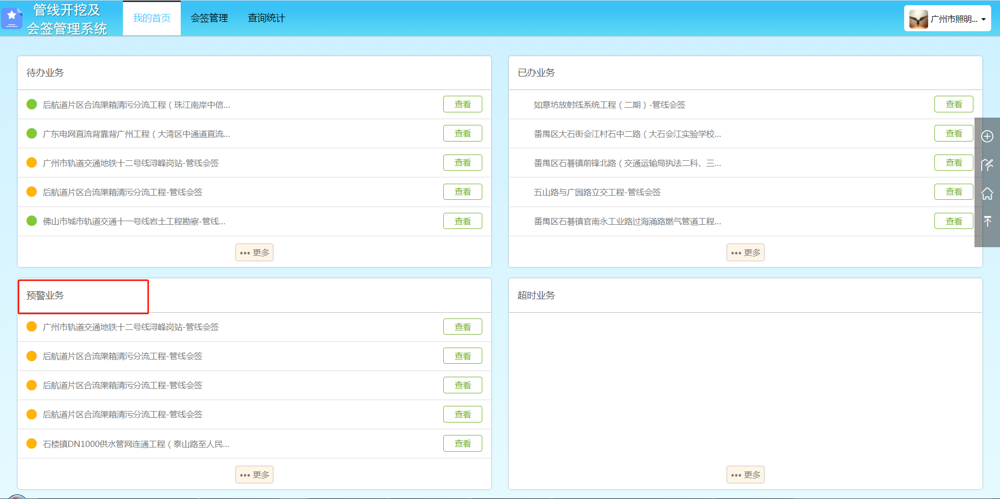 管线开挖及
会签管理系统
我的首页
会签管理
查询统计
广州市照明...
待办业务
后航道片区合流渠箱清污分流工程（珠江南岸中信...
查看
广东电网直流背靠背广州工程（大湾区中通道直流...
查看
广州市轨道交通地铁十二号线浔峰岗站-管线会签
查看
后航道片区合流渠箱清污分流工程-管线会签
查看
佛山市城市轨道交通十一号线岩土工程勘察-管线...
查看
••• 更多
已办业务
如意坊放射线系统工程（二期）-管线会签
查看
番禺区大石街会江村石中二路（大石会江实验学校...
查看
番禺区石碁镇前锋北路（交通运输局执法二科、三...
查看
五山路与广园路立交工程-管线会签
查看
番禺区石碁镇官南永工业路过海涌路燃气管道工程...
查看
••• 更多
预警业务
广州市轨道交通地铁十二号线浔峰岗站-管线会签
查看
后航道片区合流渠箱清污分流工程-管线会签
查看
后航道片区合流渠箱清污分流工程-管线会签
查看
后航道片区合流渠箱清污分流工程-管线会签
查看
石楼镇DN1000供水管网连通工程（泰山路至人民...
查看
••• 更多
超时业务
••• 更多